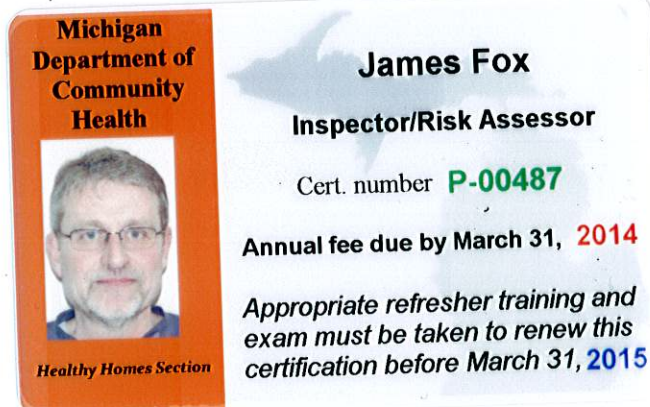 Michigan
Department of
Community
Health
Healthy Homes Section
James Fox
Inspector/Risk Assessor
Cert. number P-00487
Annual fee due by March 31, 2014
Appropriate refresher training and
exam must be taken to renew this
certification before March 31, 2015